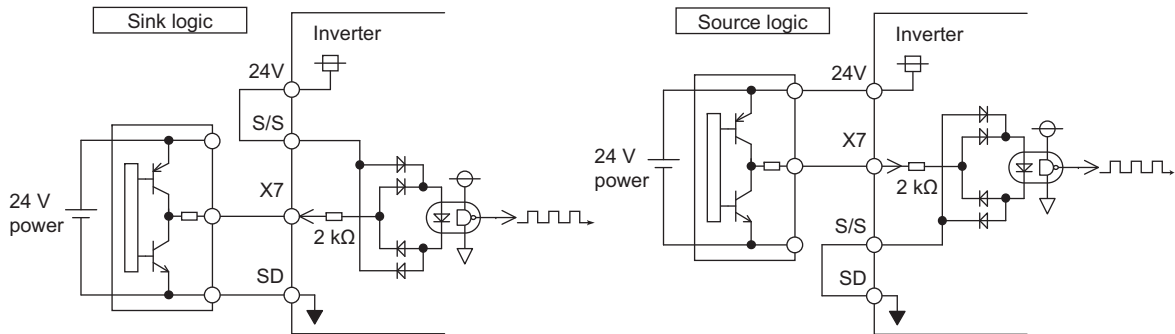 Sink logic
Inverter
24V
S/S
24 V
power
X7
2 kΩ
SD
Source logic
Inverter
24V
X7
24 V
power
2 kΩ
S/S
SD